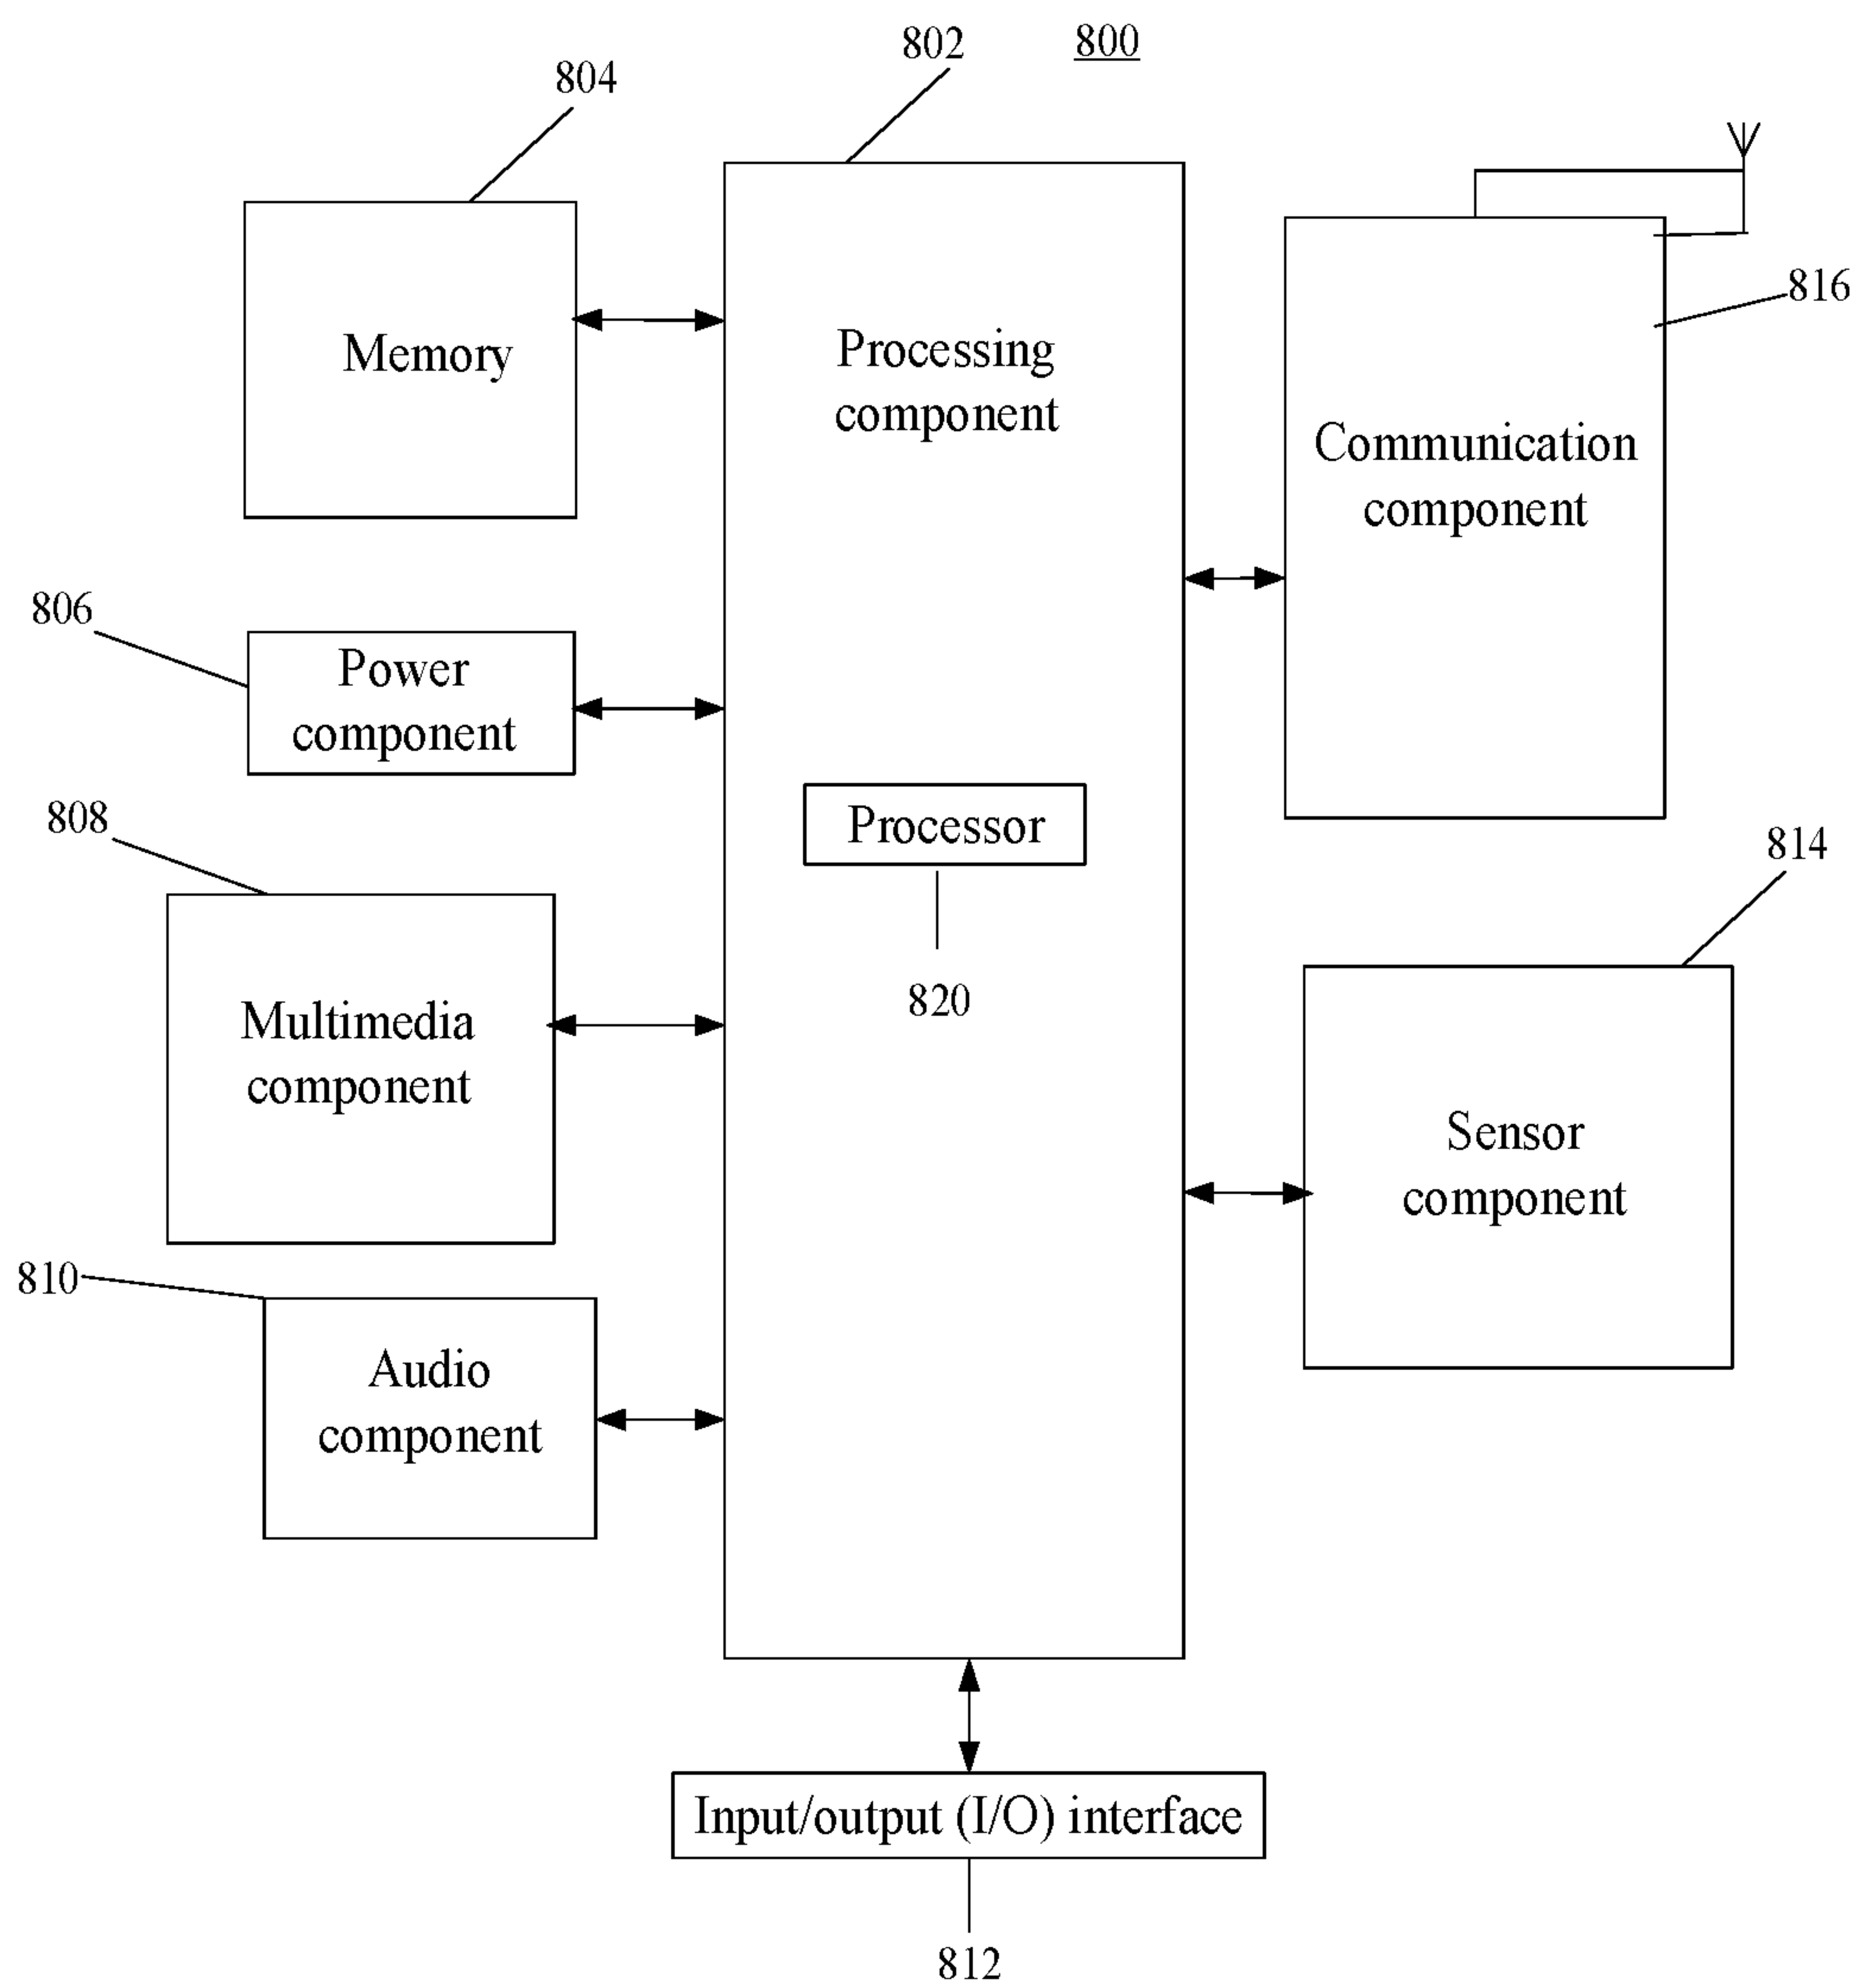 802
800
804
Memory
Processing
component
816
Communication
component
806
Power
component
808
Processor
814
820
Multimedia
component
Sensor
component
810
Audio
component
Input/output (I/O) interface
812